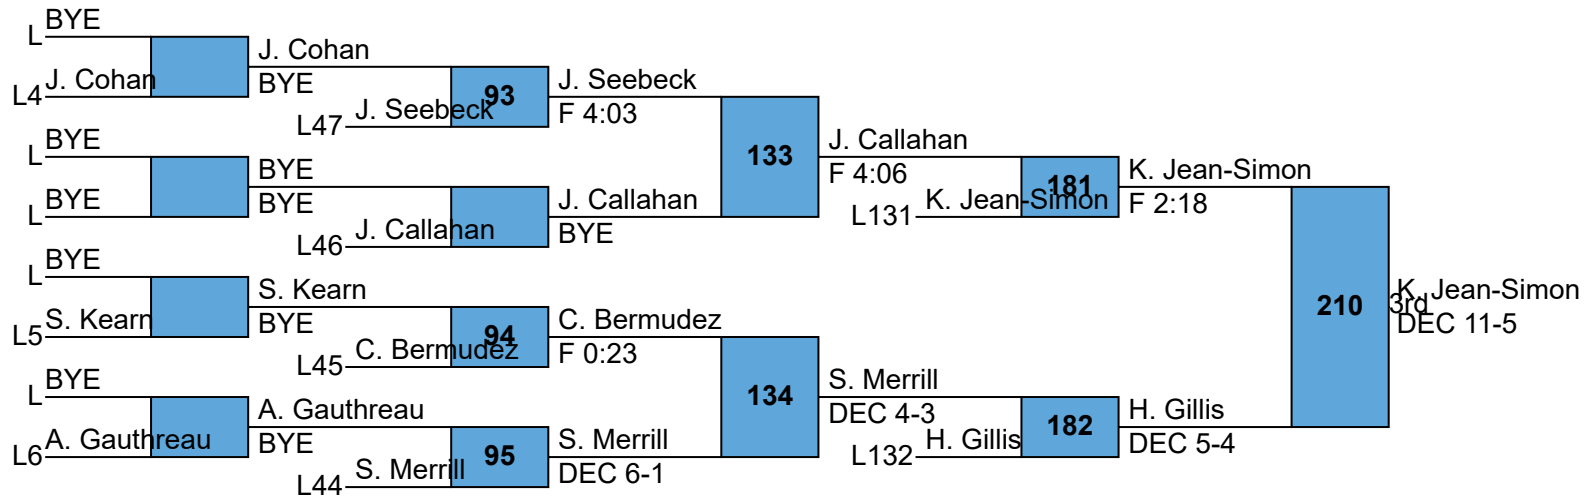 BYE
L
J. Cohan
L4
J. Cohan
BYE
93
J. Seebeck
L47
J. Seebeck
F 4:03
BYE
L
BYE
L
BYE
BYE
J. Callahan
L46
J. Callahan
BYE
133
J. Callahan
F 4:06
181
K. Jean-Simon
L131
K. Jean-Simon
F 2:18
BYE
L
S. Kearn
L5
S. Kearn
BYE
94
C. Bermudez
L45
C. Bermudez
F 0:23
BYE
L
A. Gauthreau
L6
A. Gauthreau
BYE
95
S. Merrill
L44
S. Merrill
DEC 6-1
134
S. Merrill
DEC 4-3
182
H. Gillis
L132
H. Gillis
DEC 5-4
210
K. Jean-Simon
3rd
DEC 11-5